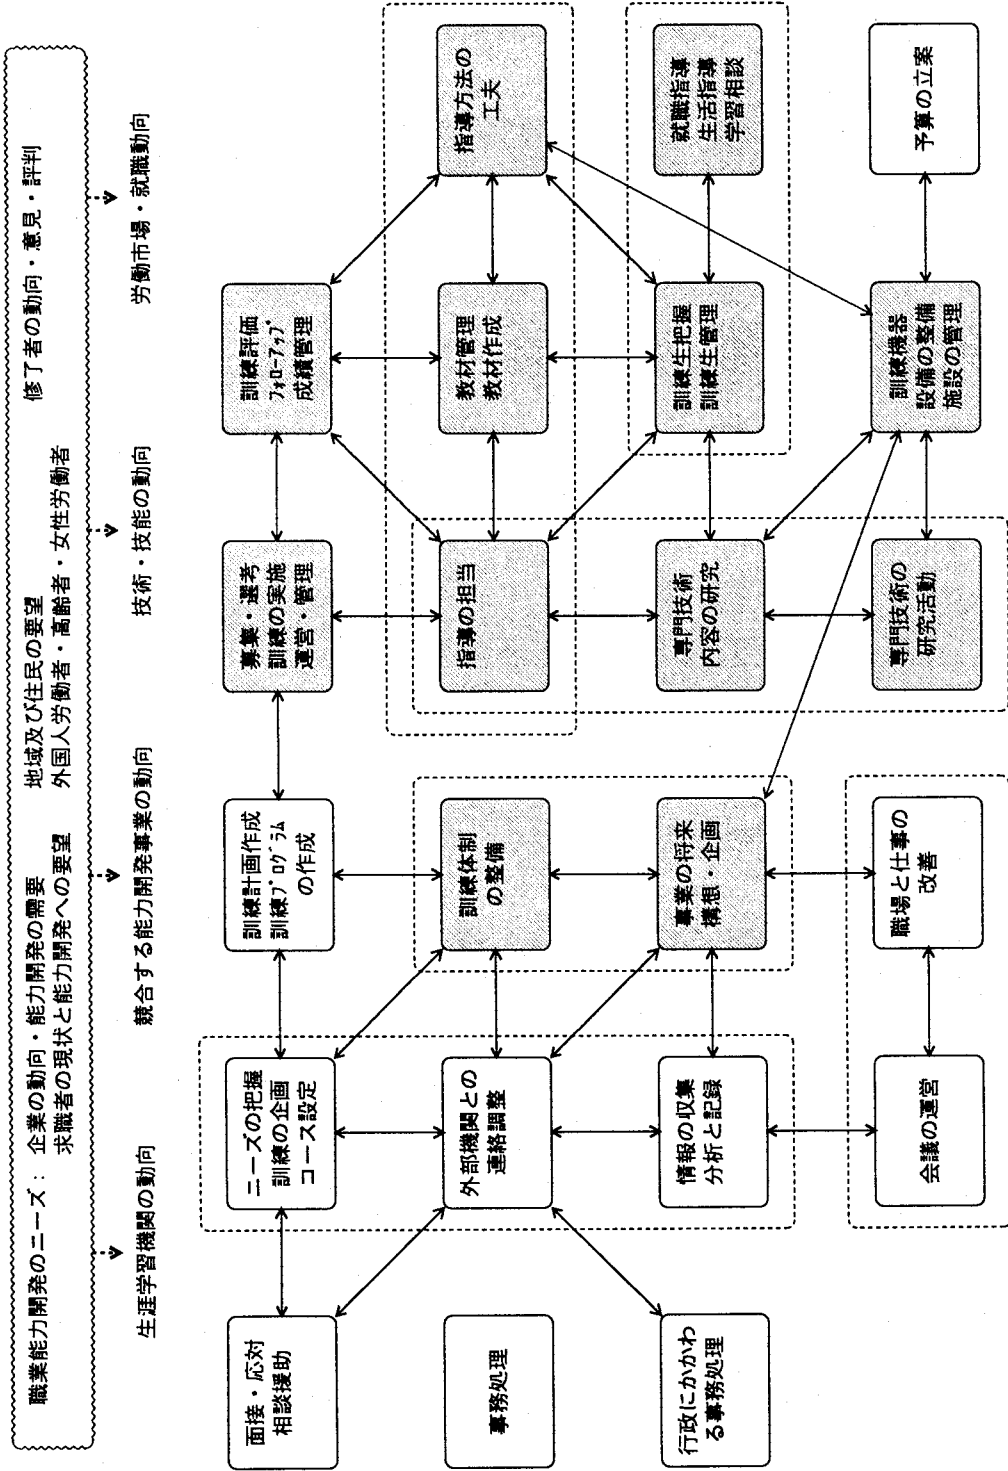 職業能力開発のニーズ： 企業の動向・能力開発の需要 地域及び住民の要望 修了者の動向・意見・評判
求職者の現状と能力開発への要望 外国人労働者・高齢者・女性労働者
生涯学習機関の動向
競合する能力開発事業の動向
技術・技能の動向
労働市場・就職動向
面接・応対
相談援助
ニーズの把握
訓練の企画
コース設定
訓練計画作成
訓練ﾌﾟﾛｸﾞﾗﾑ
の作成
募集・選考
訓練の実施
運営・管理
訓練評価
ﾌｫﾛｰｱｯﾌﾟ
成績管理
事務処理
外部機関との
連絡調整
訓練体制
の整備
指導の担当
教材管理
教材作成
指導方法の
工夫
行政にかかわ
る事務処理
情報の収集
分析と記録
事業の将来
構想・企画
専門技術
内容の研究
訓練生把握
訓練生管理
就職指導
生活指導
学習相談
会議の運営
職場と仕事の
改善
専門技術の
研究活動
訓練機器
設備の整備
施設の管理
予算の立案